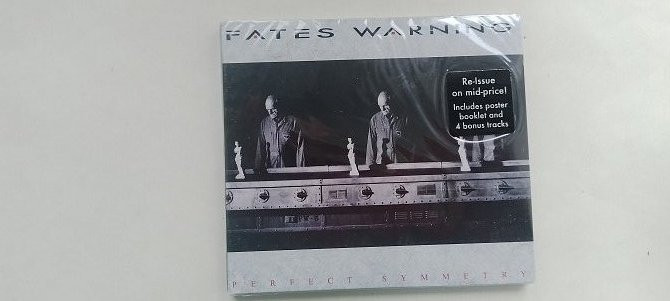 FATES WARNING
Re-Issue
on mid-price!
Includes poster
booklet and
4 bonus tracks
PERFECT SYMMETRY